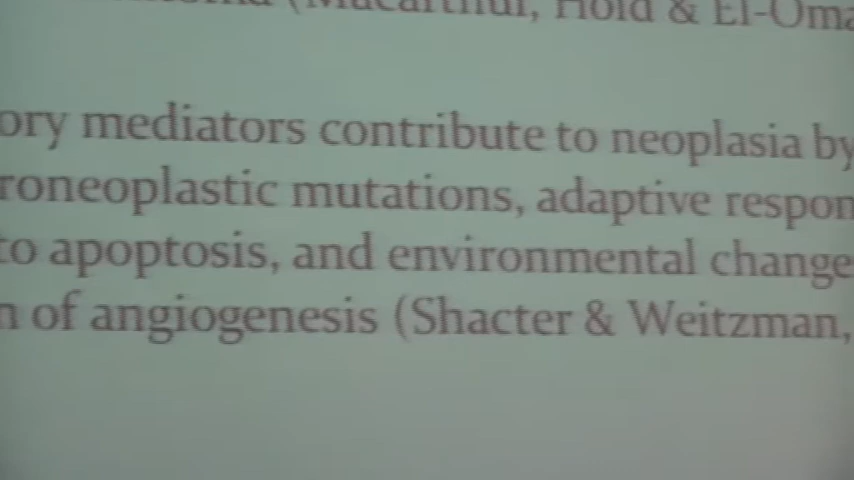 (Macarthur, Hold & El-Oma
ory mediators contribute to neoplasia by
roneoplastic mutations, adaptive respon
to apoptosis, and environmental change
n of angiogenesis (Shacter & Weitzman,